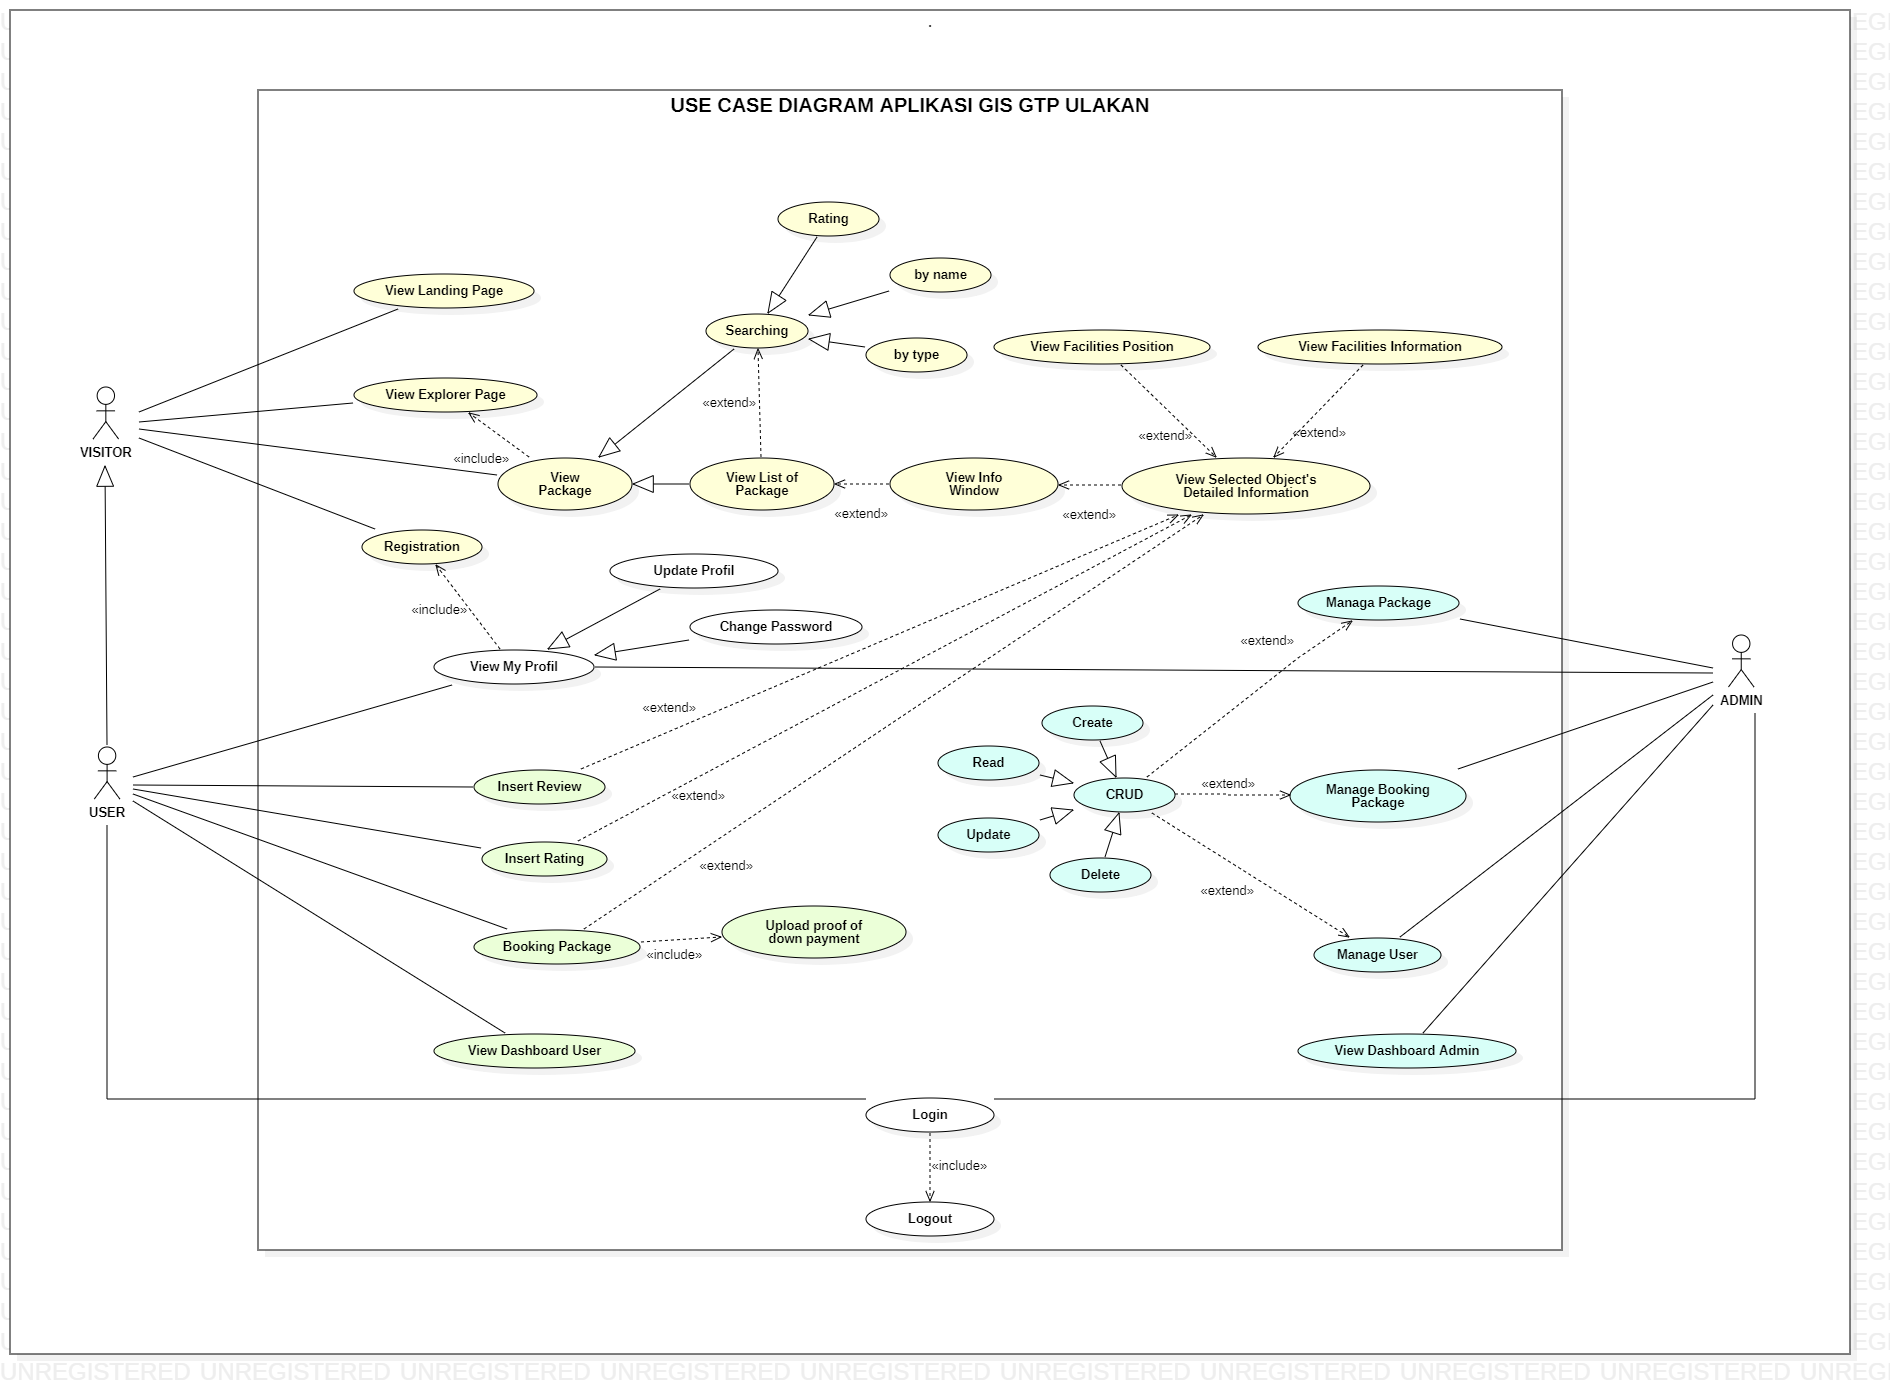 USE CASE DIAGRAM APLIKASI GIS GTP ULAKAN
Rating
by name
View Landing Page
Searching
by type
View Facilities Position
View Facilities Information
View Explorer Page
«extend»
«extend»
«extend»
VISITOR
«include»
View
Package
View List of
Package
View Info
Window
View Selected Object's
Detailed Information
«extend»
«extend»
Registration
Update Profil
«include»
Change Password
Managa Package
«extend»
View My Profil
ADMIN
«extend»
Create
Read
Insert Review
«extend»
CRUD
«extend»
Manage Booking
Package
USER
Update
Insert Rating
«extend»
Delete
«extend»
Upload proof of
down payment
Booking Package
«include»
Manage User
View Dashboard User
View Dashboard Admin
Login
«include»
Logout
UNREGISTERED UNREGISTERED UNREGISTERED UNREGISTERED UNREGISTERED UNREGISTERED UNREGISTERED UNREGISTERED UNREGISTERED UNREG